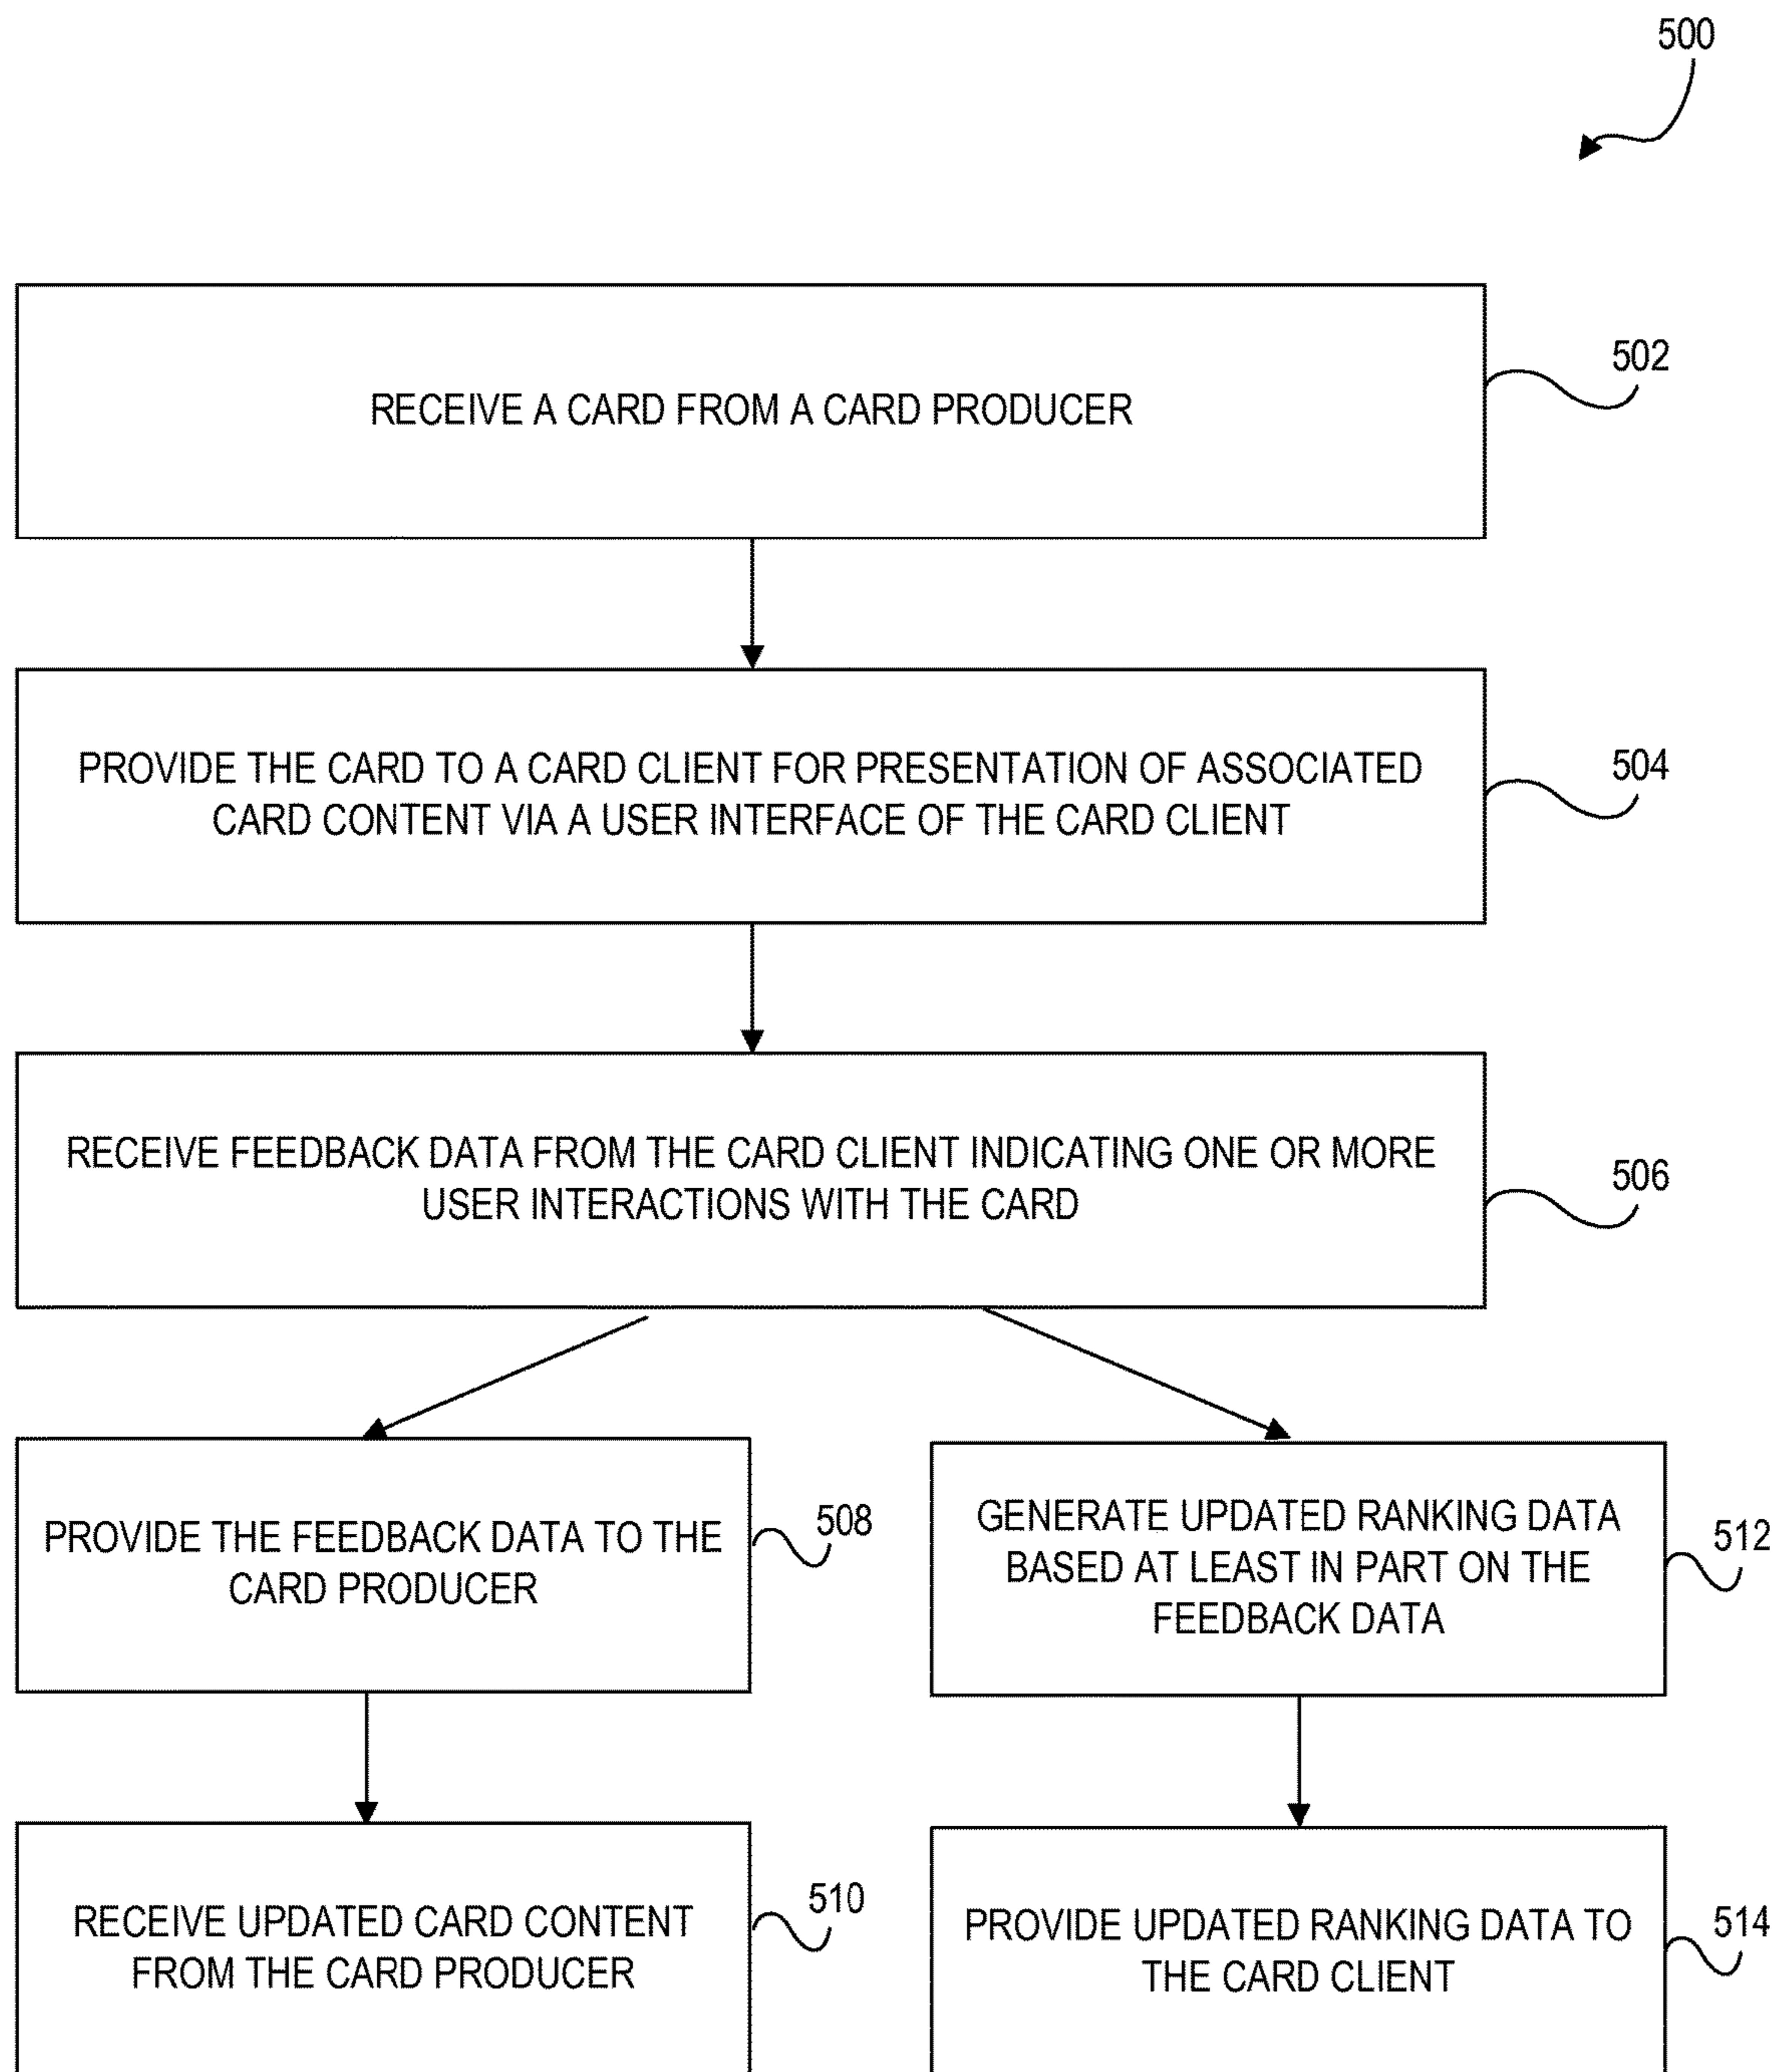 500
RECEIVE A CARD FROM A CARD PRODUCER
502
PROVIDE THE CARD TO A CARD CLIENT FOR PRESENTATION OF ASSOCIATED
CARD CONTENT VIA A USER INTERFACE OF THE CARD CLIENT
504
RECEIVE FEEDBACK DATA FROM THE CARD CLIENT INDICATING ONE OR MORE
USER INTERACTIONS WITH THE CARD
506
PROVIDE THE FEEDBACK DATA TO THE
CARD PRODUCER
508
GENERATE UPDATED RANKING DATA
BASED AT LEAST IN PART ON THE
FEEDBACK DATA
512
RECEIVE UPDATED CARD CONTENT
FROM THE CARD PRODUCER
510
PROVIDE UPDATED RANKING DATA TO
THE CARD CLIENT
514